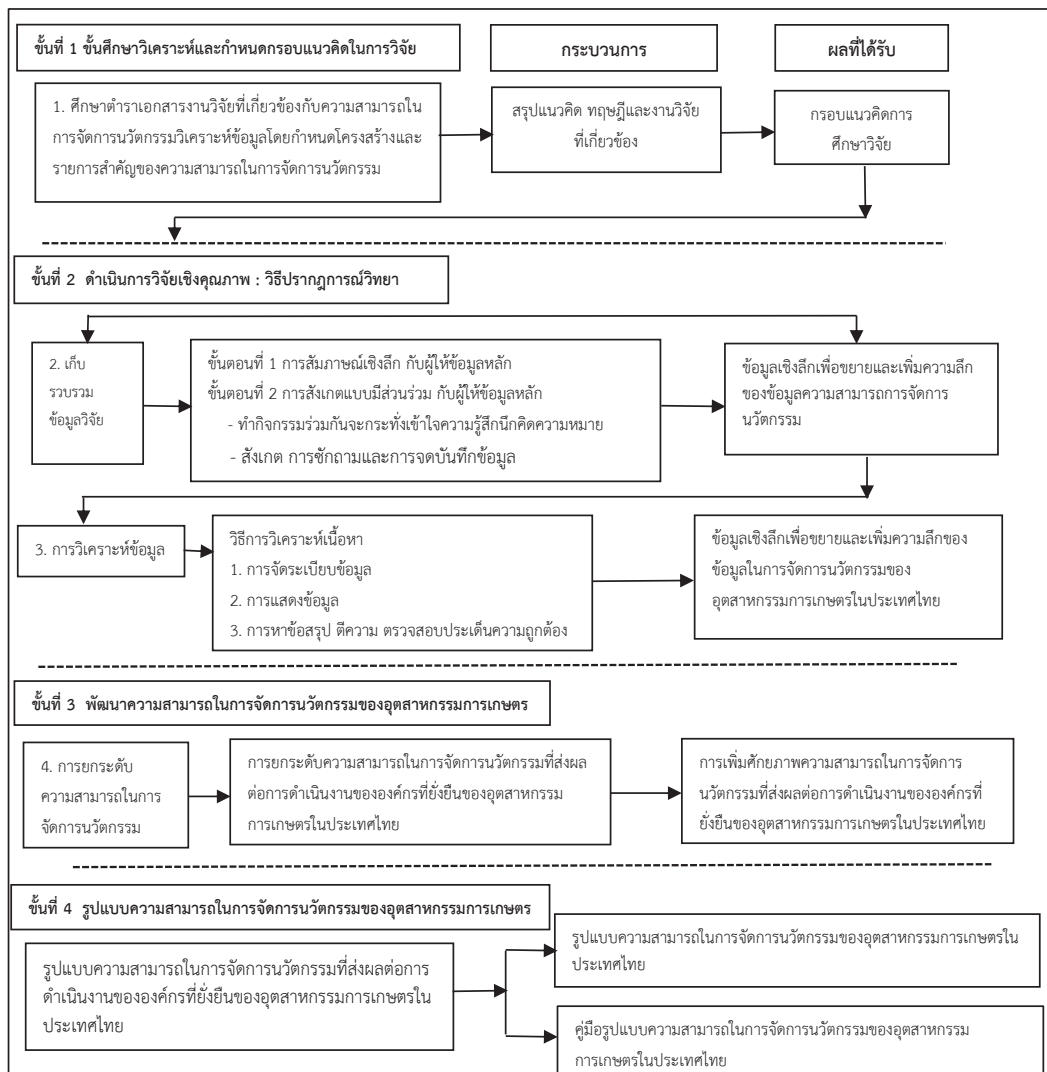 ขั้นที่ 1 ขั้นศึกษาวิเคราะห์และกำหนดกรอบแนวคิดในการวิจัย
กระบวนการ
ผลที่ได้รับ
1. ศึกษาตำราเอกสารงานวิจัยที่เกี่ยวข้องกับความสามารถใน
การจัดการนวัตกรรมวิเคราะห์ข้อมูลโดยกำหนดโครงสร้างและ
รายการสำคัญของความสามารถในการจัดการนวัตกรรม
สรุปแนวคิด ทฤษฎีและงานวิจัย
ที่เกี่ยวข้อง
กรอบแนวคิดการ
ศึกษาวิจัย
ขั้นที่ 2 ดำเนินการวิจัยเชิงคุณภาพ : วิธีปรากฏการณ์วิทยา
2. เก็บ
รวบรวม
ข้อมูลวิจัย
ขั้นตอนที่ 1 การสัมภาษณ์เชิงลึก กับผู้ให้ข้อมูลหลัก
ขั้นตอนที่ 2 การสังเกตแบบมีส่วนร่วม กับผู้ให้ข้อมูลหลัก
- ทำกิจกรรมร่วมกันจะกระทั่งเข้าใจความรู้สึกนึกคิดความหมาย
- สังเกต การซักถามและการจดบันทึกข้อมูล
ข้อมูลเชิงลึกเพื่อขยายและเพิ่มความลึก
ของข้อมูลความสามารถการจัดการ
นวัตกรรม
3. การวิเคราะห์ข้อมูล
วิธีการวิเคราะห์เนื้อหา
1. การจัดระเบียบข้อมูล
2. การแสดงข้อมูล
3. การหาข้อสรุป ตีความ ตรวจสอบประเด็นความถูกต้อง
ข้อมูลเชิงลึกเพื่อขยายและเพิ่มความลึกของ
ข้อมูลในการจัดการนวัตกรรมของ
อุตสาหกรรมการเกษตรในประเทศไทย
ขั้นที่ 3 พัฒนาความสามารถในการจัดการนวัตกรรมของอุตสาหกรรมการเกษตร
4. การยกระดับ
ความสามารถในการ
จัดการนวัตกรรม
การยกระดับความสามารถในการจัดการนวัตกรรมที่ส่งผล
ต่อการดำเนินงานขององค์กรที่ยั่งยืนของอุตสาหกรรม
การเกษตรในประเทศไทย
การเพิ่มศักยภาพความสามารถในการจัดการ
นวัตกรรมที่ส่งผลต่อการดำเนินงานขององค์กรที่
ยั่งยืนของอุตสาหกรรมการเกษตรในประเทศไทย
ขั้นที่ 4 รูปแบบความสามารถในการจัดการนวัตกรรมของอุตสาหกรรมการเกษตร
รูปแบบความสามารถในการจัดการนวัตกรรมที่ส่งผลต่อการ
ดำเนินงานขององค์กรที่ยั่งยืนของอุตสาหกรรมการเกษตรใน
ประเทศไทย
รูปแบบความสามารถในการจัดการนวัตกรรมของอุตสาหกรรมการเกษตรใน
ประเทศไทย
คู่มือรูปแบบความสามารถในการจัดการนวัตกรรมของอุตสาหกรรม
การเกษตรในประเทศไทย